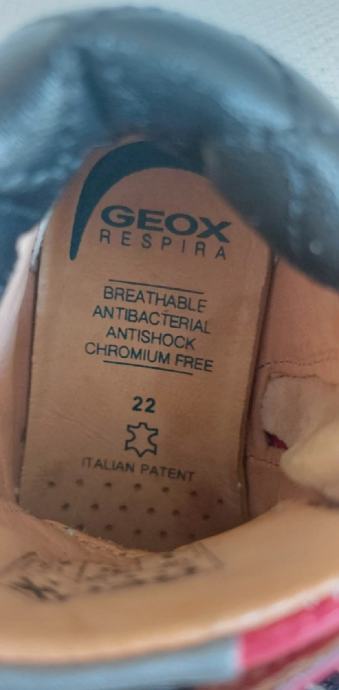 GEOX
RESPIRA
BREATHABLE
ANTIBACTERIAL
ANTISHOCK
CHROMIUM FREE
22
ITALIAN PATENT